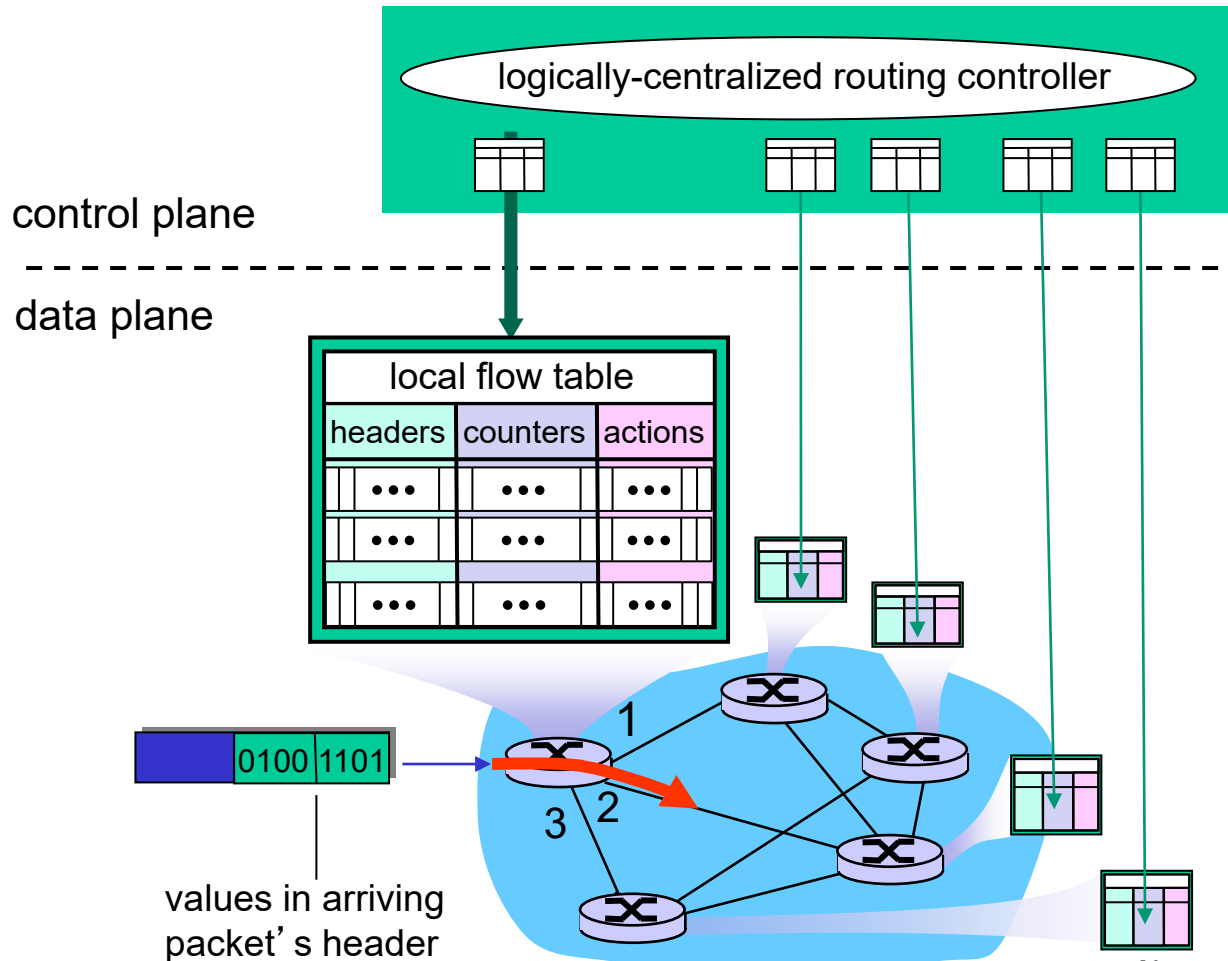 logically-centralized routing controller
control plane
data plane
local flow table
headers counters actions
1
0100 1101
2
3
values in arriving
packet’s header